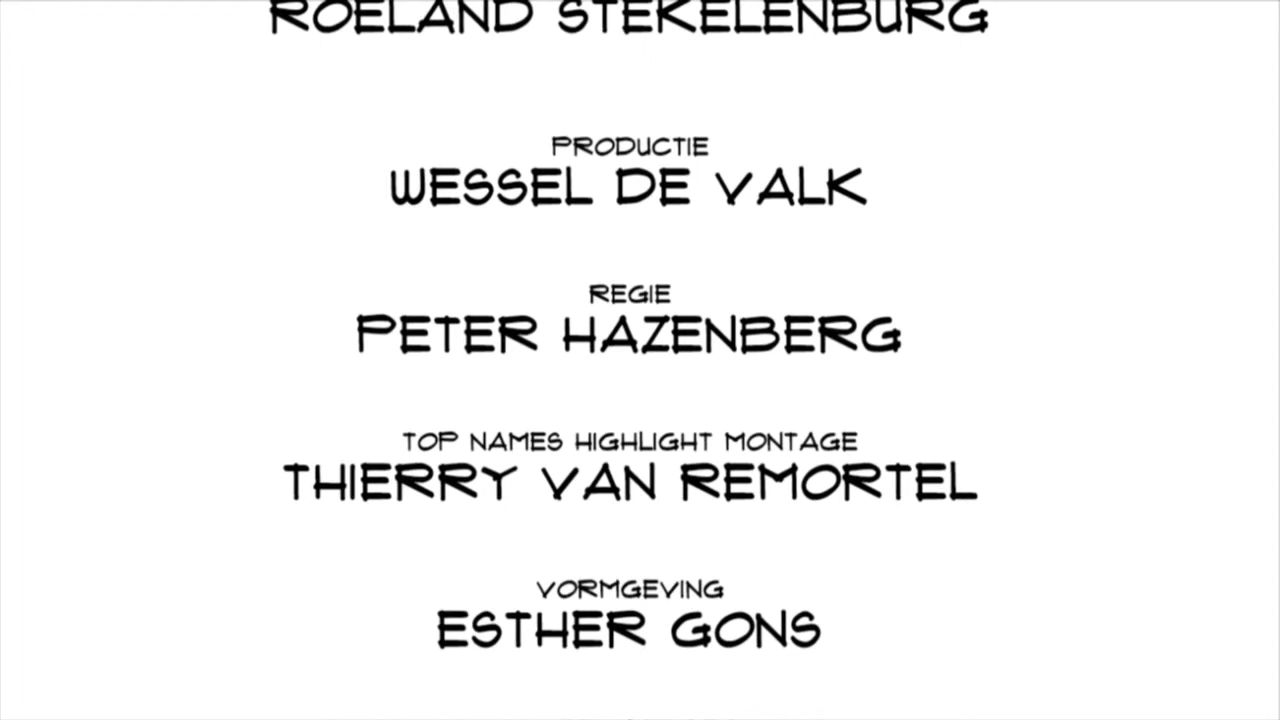 ROELAND STEKELENBURG
PRODUCTIE
WESSEL DE VALK
REGIE
PETER HAZENBERG
TOP NAMES HIGHLIGHT MONTAGE
THIERRY VAN REMORTEL
VORMGEVING
ESTHER GONS